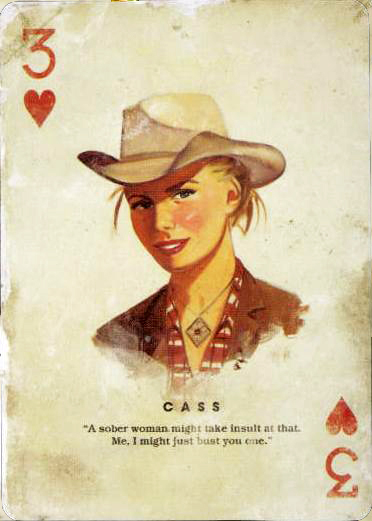 3
CASS
"A sober woman might take insult at that.
Me, I might just bust you one."
3